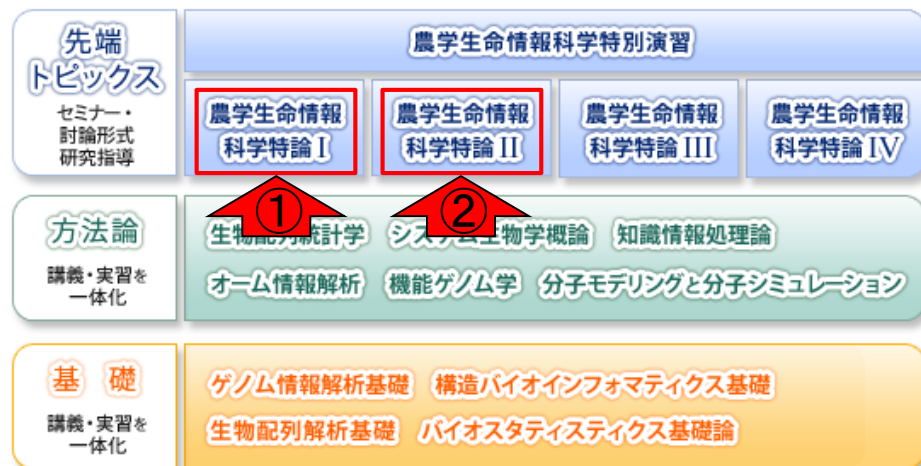 先端
トピックス
セミナー・
討論形式
研究指導
農学生命情報科学特別演習
農学生命情報
科学特論Ⅰ
農学生命情報
科学特論Ⅱ
農学生命情報
科学特論Ⅲ
農学生命情報
科学特論Ⅳ
①
②
方法論
講義・実習を
一体化
生物配列統計学 システム生物学概論 知識情報処理論
オーム情報解析 機能ゲノム学 分子モデリングと分子シミュレーション
基礎
講義・実習を
一体化
ゲノム情報解析基礎 構造バイオインフォマティクス基礎
生物配列解析基礎 バイオスタティスティクス基礎論